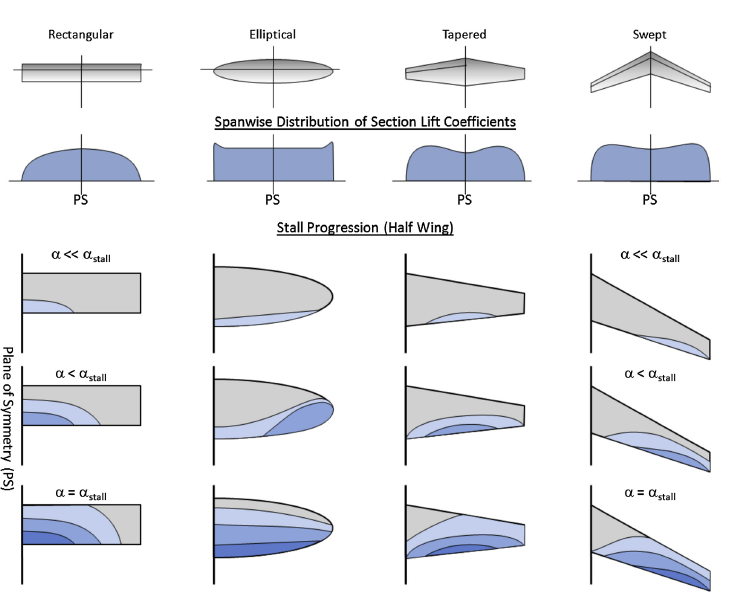 Rectangular
Elliptical
Tapered
Swept
Spanwise Distribution of Section Lift Coefficients
PS
PS
PS
PS
Stall Progression (Half Wing)
α << αstall
α << αstall
α < αstall
α < αstall
α = αstall
α = αstall
Plane of Symmetry (PS)